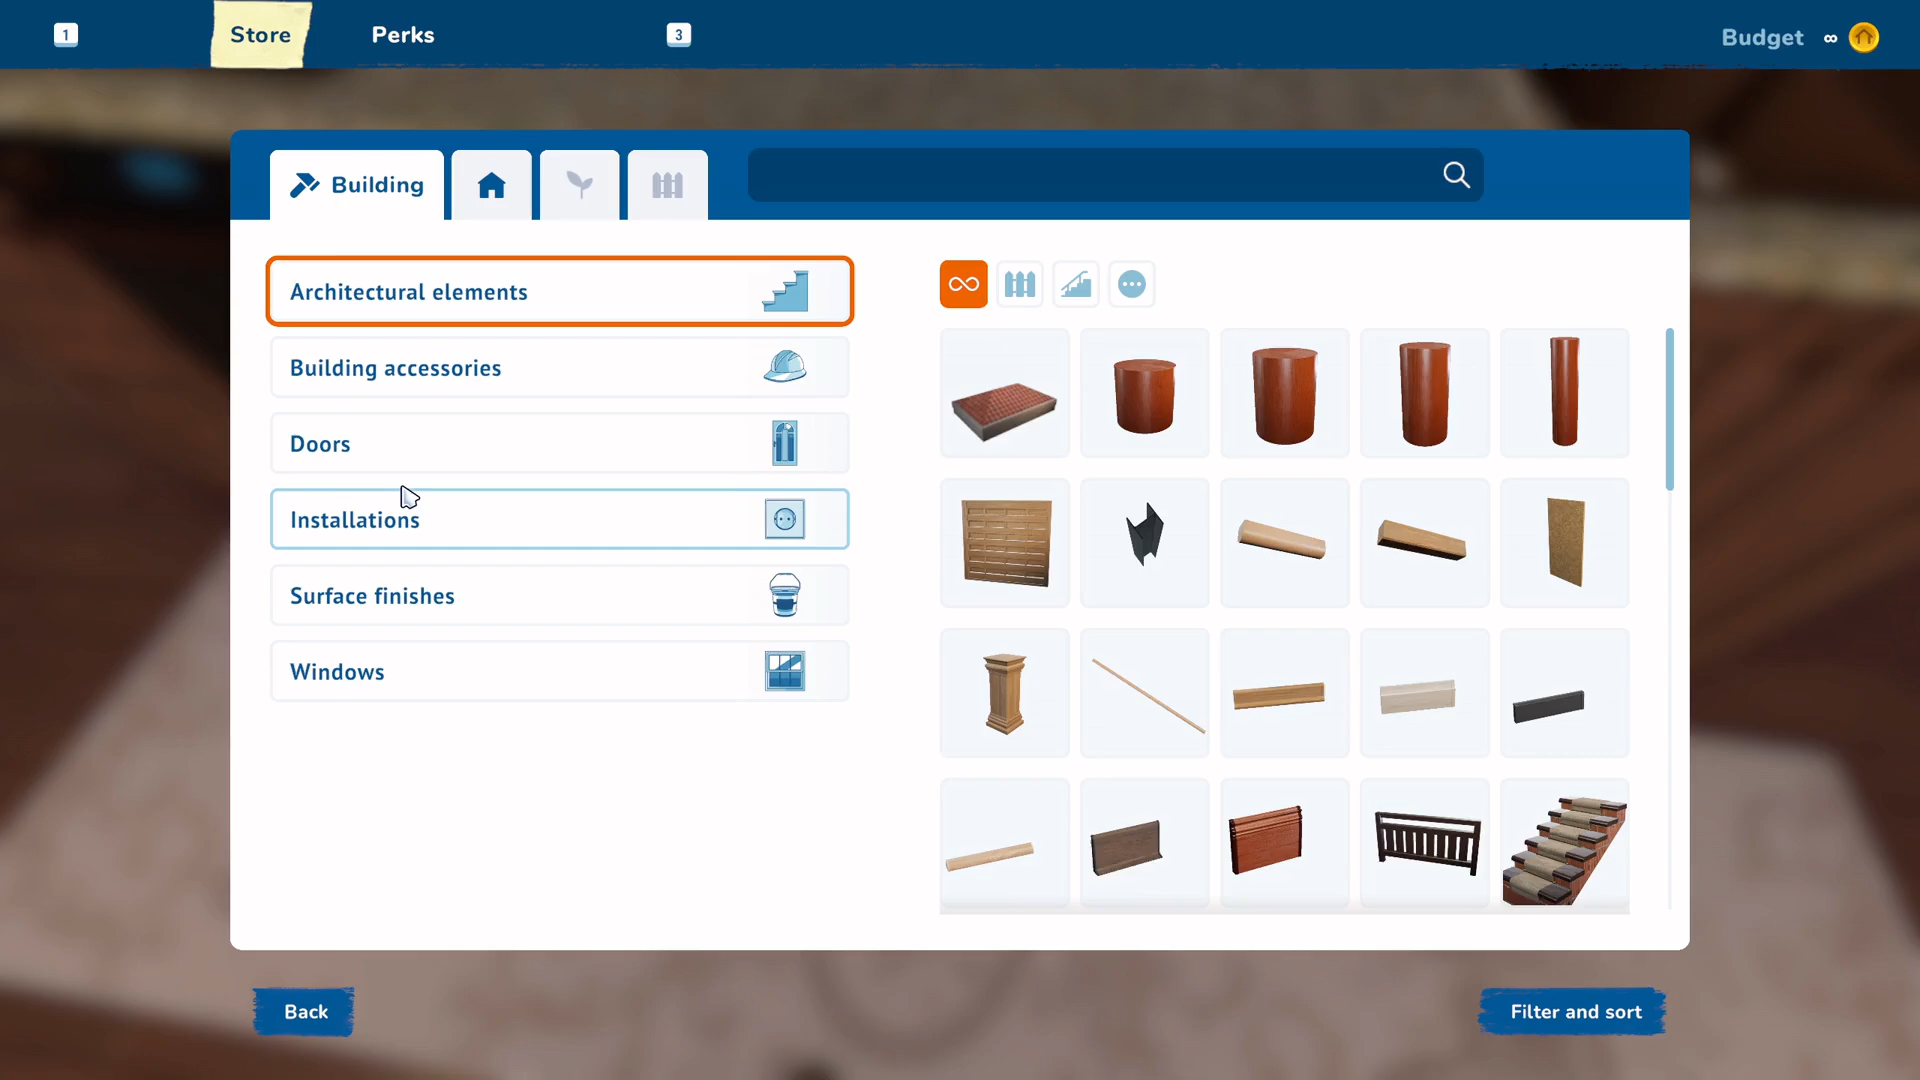 1
Store
Perks
3
Budget ∞
Building
Architectural elements
Building accessories
Doors
Installations
Surface finishes
Windows
Back
Filter and sort